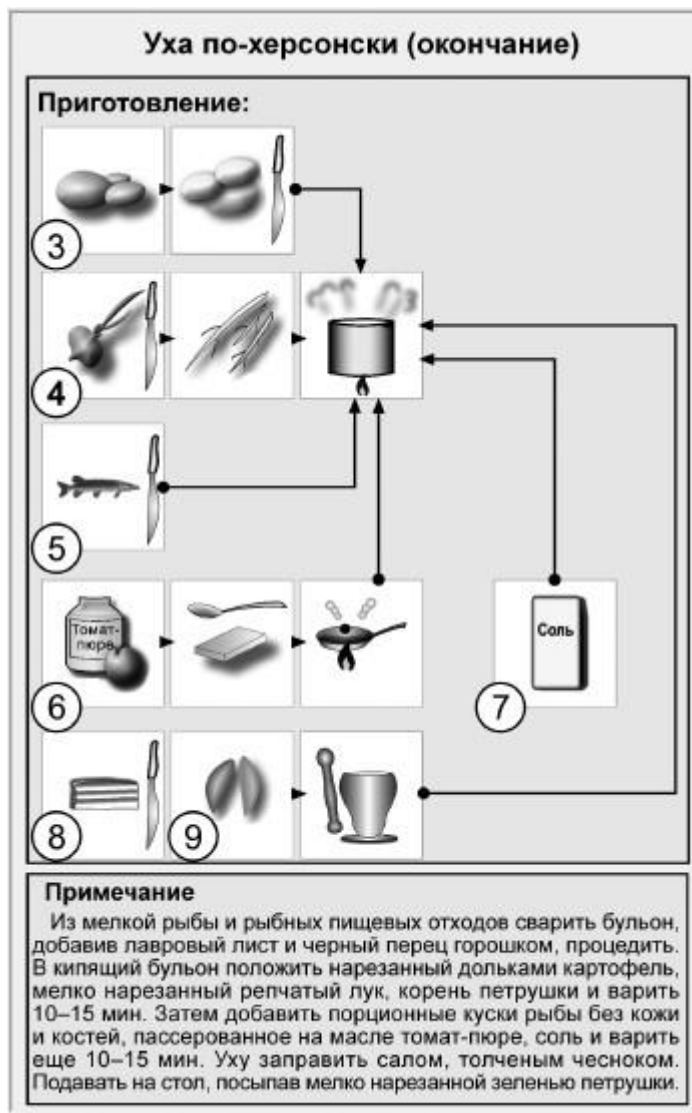 Уха по-херсонски (окончание)
Приготовление:
3
4
5
Томат-
пюре
6
Соль
7
8
9
Примечание
Из мелкой рыбы и рыбных пищевых отходов сварить бульон,
добавив лавровый лист и черный перец горошком, процедить.
В кипящий бульон положить нарезанный дольками картофель,
мелко нарезанный репчатый лук, корень петрушки и варить
10–15 мин. Затем добавить порционные куски рыбы без кожи
и костей, пассерованное на масле томат-пюре, соль и варить
еще 10–15 мин. Уху заправить салом, толченым чесноком.
Подавать на стол, посыпав мелко нарезанной зеленью петрушки.